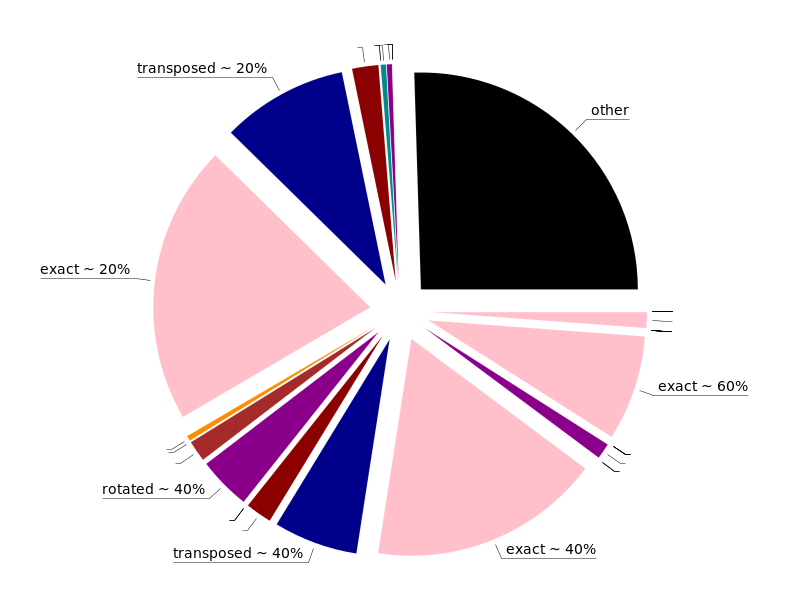 transposed ~ 20%
other
exact ~ 20%
exact ~ 60%
rotated ~ 40%
transposed ~ 40%
exact ~ 40%